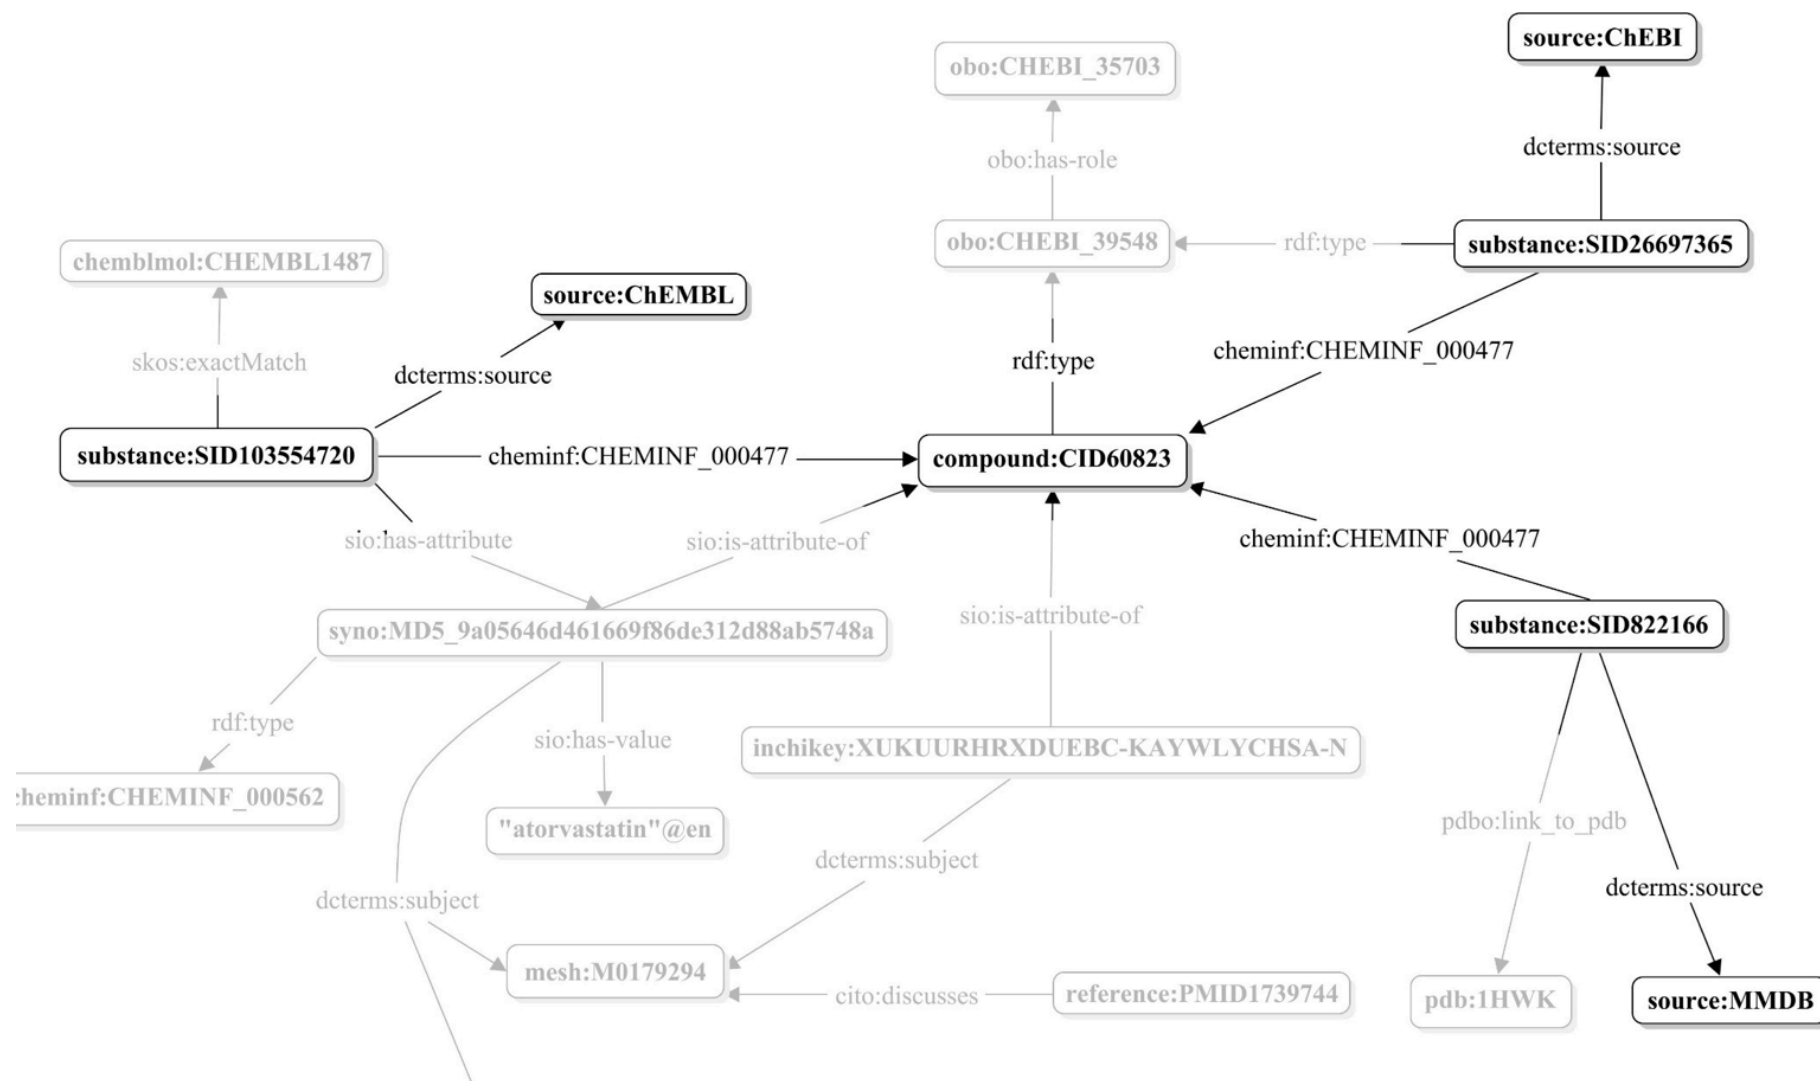 source:ChEBI
obo:CHEBI_35703
dcterms:source
obo:has-role
obo:CHEBI_39548
rdf:type
substance:SID26697365
chemblmol:CHEMBL1487
source:ChEMBL
skos:exactMatch
dcterms:source
rdf:type
cheminf:CHEMINF_000477
substance:SID103554720
cheminf:CHEMINF_000477
compound:CID60823
sio:has-attribute
sio:is-attribute-of
cheminf:CHEMINF_000477
sio:is-attribute-of
syno:MD5_9a05646d461669f86de312d88ab5748a
substance:SID822166
rdf:type
sio:has-value
inchikey:XUKUURHRXDUEBC-KAYWLYCHSA-N
cheminf:CHEMINF_000562
"atorvastatin"@en
pdbo:link_to_pdb
dcterms:subject
dcterms:source
dcterms:subject
mesh:M0179294
cito:discusses
reference:PMID1739744
pdb:1HWK
source:MMDB